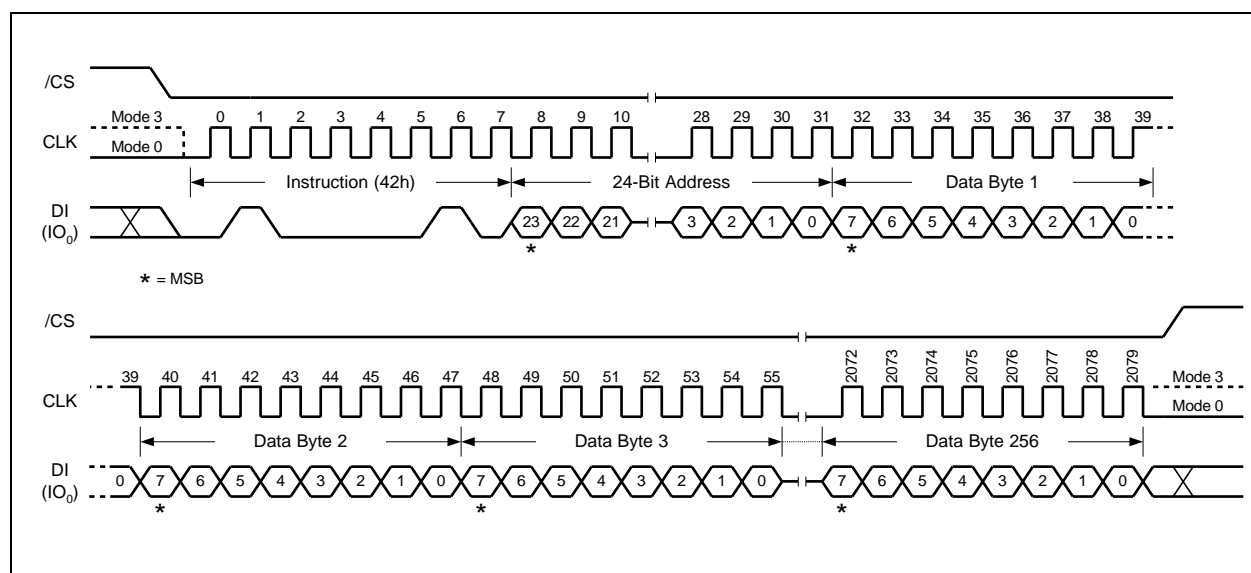 /CS
Mode 3 0 1 2 3 4 5 6 7 8 9 10 28 29 30 31 32 33 34 35 36 37 38 39
CLK
Mode 0
Instruction (42h) 24-Bit Address Data Byte 1
DI
(IO0) 23 22 21 3 2 1 0 7 6 5 4 3 2 1 0
* *
* = MSB
/CS
39 40 41 42 43 44 45 46 47 48 49 50 51 52 53 54 55 2072 2073 2074 2075 2076 2077 2078 2079 Mode 3
CLK
Mode 0
Data Byte 2 Data Byte 3 Data Byte 256
DI
(IO0) 0 7 6 5 4 3 2 1 0 7 6 5 4 3 2 1 0 7 6 5 4 3 2 1 0
* * *